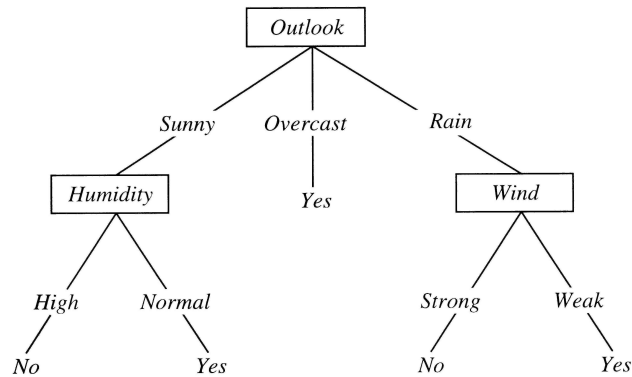 Outlook
Sunny Overcast Rain
Humidity Yes Wind
High Normal Strong Weak
No Yes No Yes